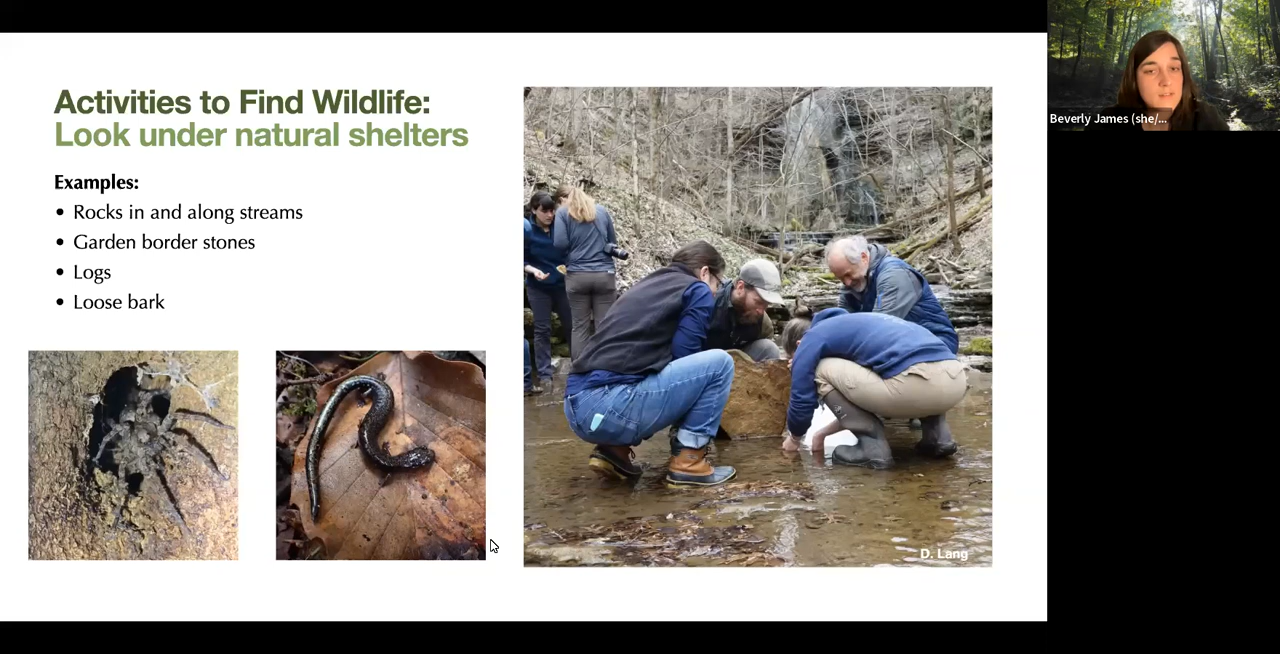 Activities to Find Wildlife:
Look under natural shelters
Examples:
• Rocks in and along streams
• Garden border stones
• Logs
• Loose bark
D. Lang
Beverly James (she/...